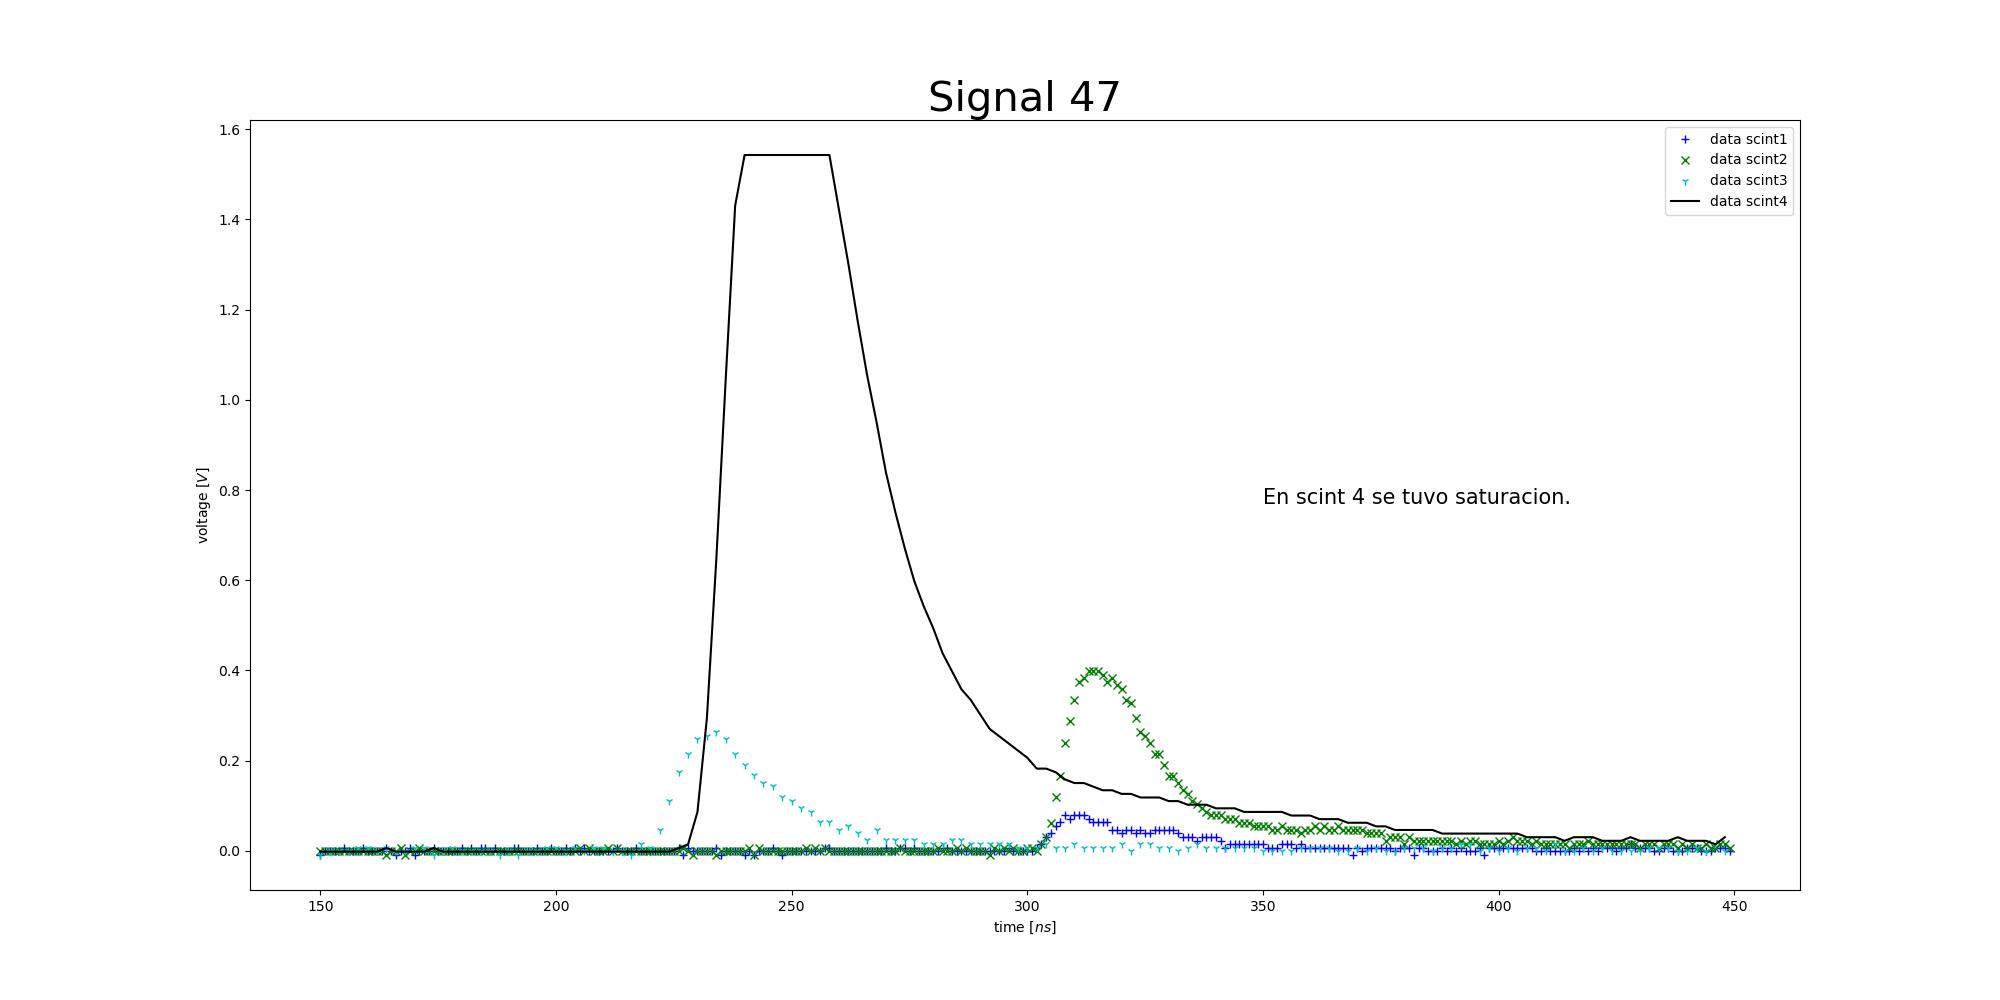 Signal 47
1.6
1.4
1.2
1.0
0.8
0.6
0.4
0.2
0.0
voltage [V]
data scint1
data scint2
data scint3
data scint4
En scint 4 se tuvo saturacion.
150 200 250 300 350 400 450
time [ns]